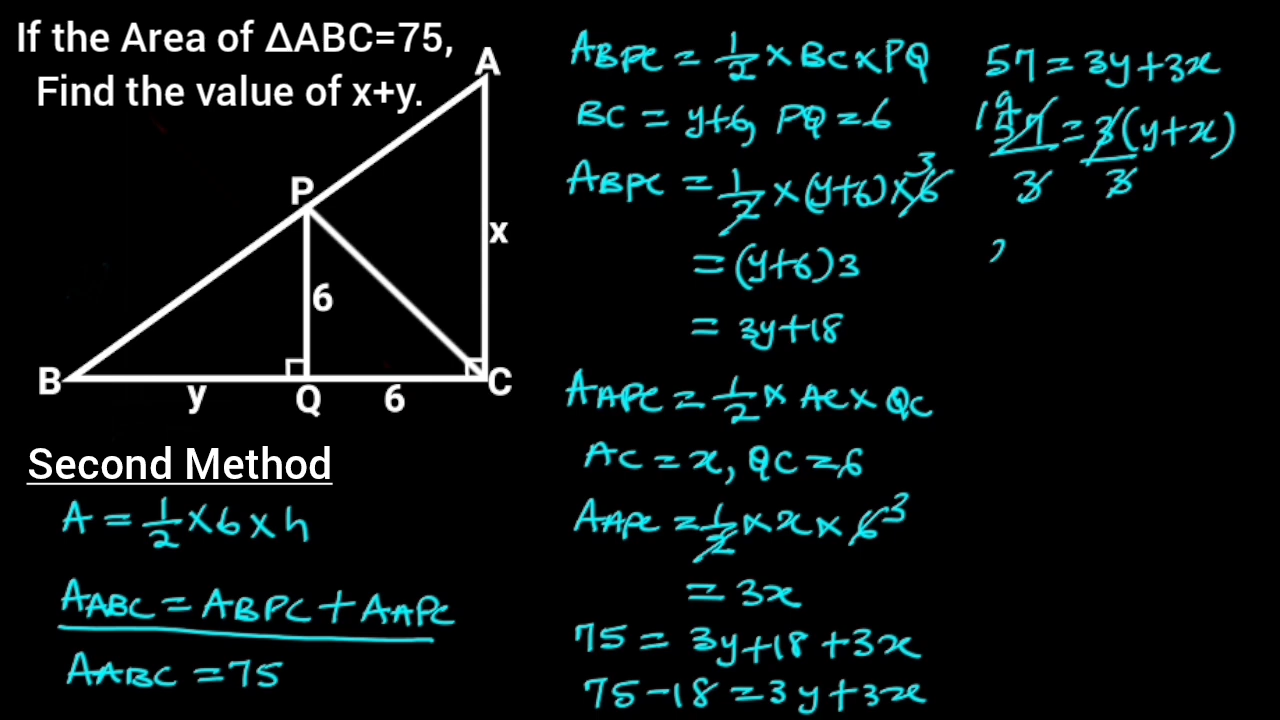 If the Area of ΔABC=75,
Find the value of x+y.
A
P
x
6
B
y
Q
6
C
Second Method
A = 1/2 × 6 × h
AABC = ABPC + AAPC
AABC = 75
ABPC = 1/2 × BC × PQ
BC = y+6, PQ = 6
ABPC = 1/2 × (y+6) × 6 3
= (y+6)3
= 3y+18
AAPC = 1/2 × AC × QC
AC = x, QC = 6
AAPC = 1/2 × x × 6 3
= 3x
75 = 3y+18+3x
75-18 = 3y+3x
57 = 3y+3x
19 57/3 = 3(y+x)/3